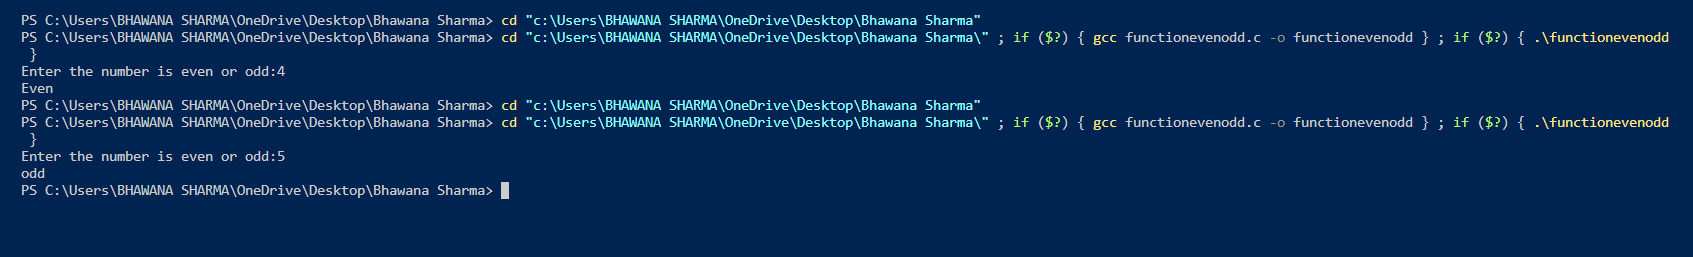 PS C:\Users\BHAWANA SHARMA\OneDrive\Desktop\Bhawana Sharma> cd "c:\Users\BHAWANA SHARMA\OneDrive\Desktop\Bhawana Sharma"
PS C:\Users\BHAWANA SHARMA\OneDrive\Desktop\Bhawana Sharma> cd "c:\Users\BHAWANA SHARMA\OneDrive\Desktop\Bhawana Sharma\" ; if ($?) { gcc functionevenodd.c -o functionevenodd } ; if ($?) { .\functionevenodd
 }
Enter the number is even or odd:4
Even
PS C:\Users\BHAWANA SHARMA\OneDrive\Desktop\Bhawana Sharma> cd "c:\Users\BHAWANA SHARMA\OneDrive\Desktop\Bhawana Sharma"
PS C:\Users\BHAWANA SHARMA\OneDrive\Desktop\Bhawana Sharma> cd "c:\Users\BHAWANA SHARMA\OneDrive\Desktop\Bhawana Sharma\" ; if ($?) { gcc functionevenodd.c -o functionevenodd } ; if ($?) { .\functionevenodd
 }
Enter the number is even or odd:5
odd
PS C:\Users\BHAWANA SHARMA\OneDrive\Desktop\Bhawana Sharma>